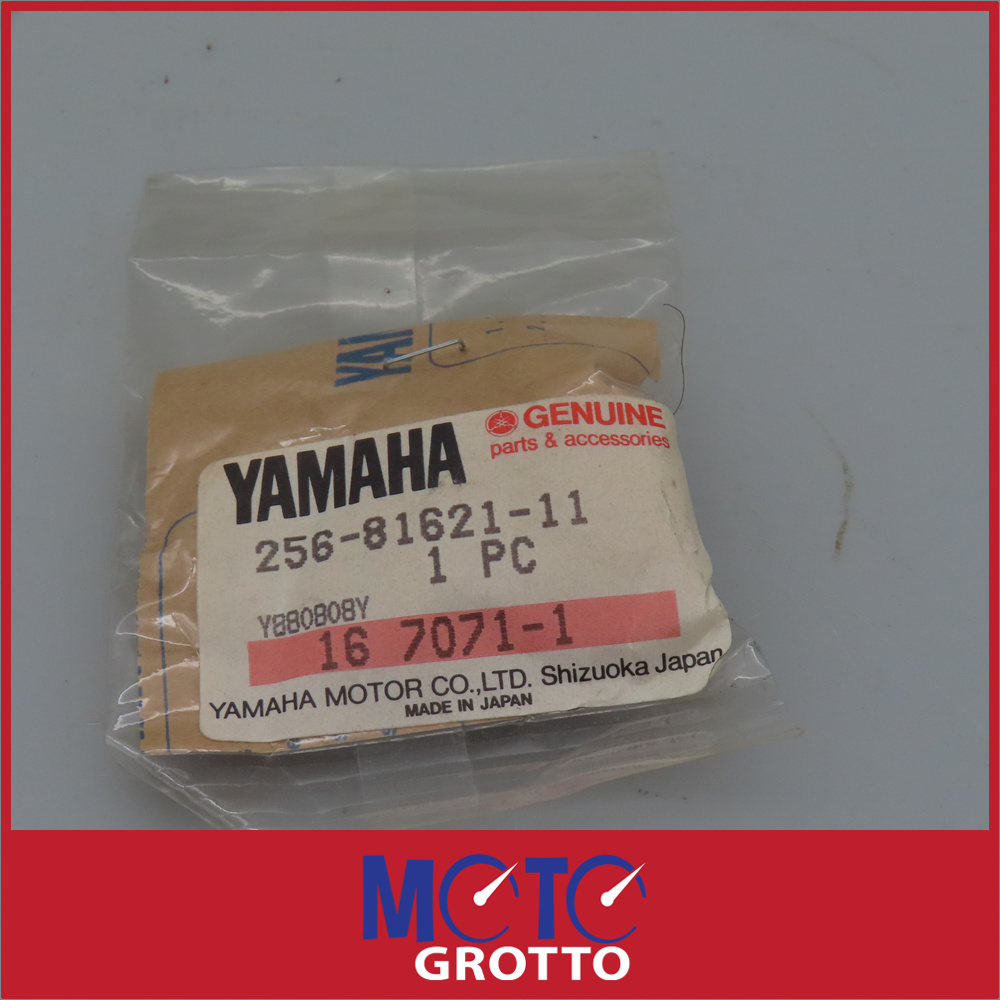 YAI
GENUINE
parts & accessories
YAMAHA
256-81621-11
1 PC
Y880808Y
16 7071-1
YAMAHA MOTOR CO.,LTD. Shizuoka Japan
MADE IN JAPAN
MOTO
GROTTO